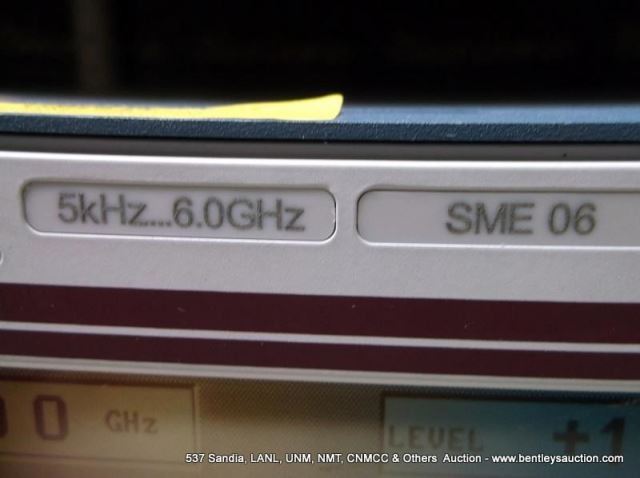 5kHz...6.0GHz SME 06
0 GHz LEVEL +1
537 Sandia, LANL, UNM, NMT, CNMCC & Others Auction - www.bentleysauction.com